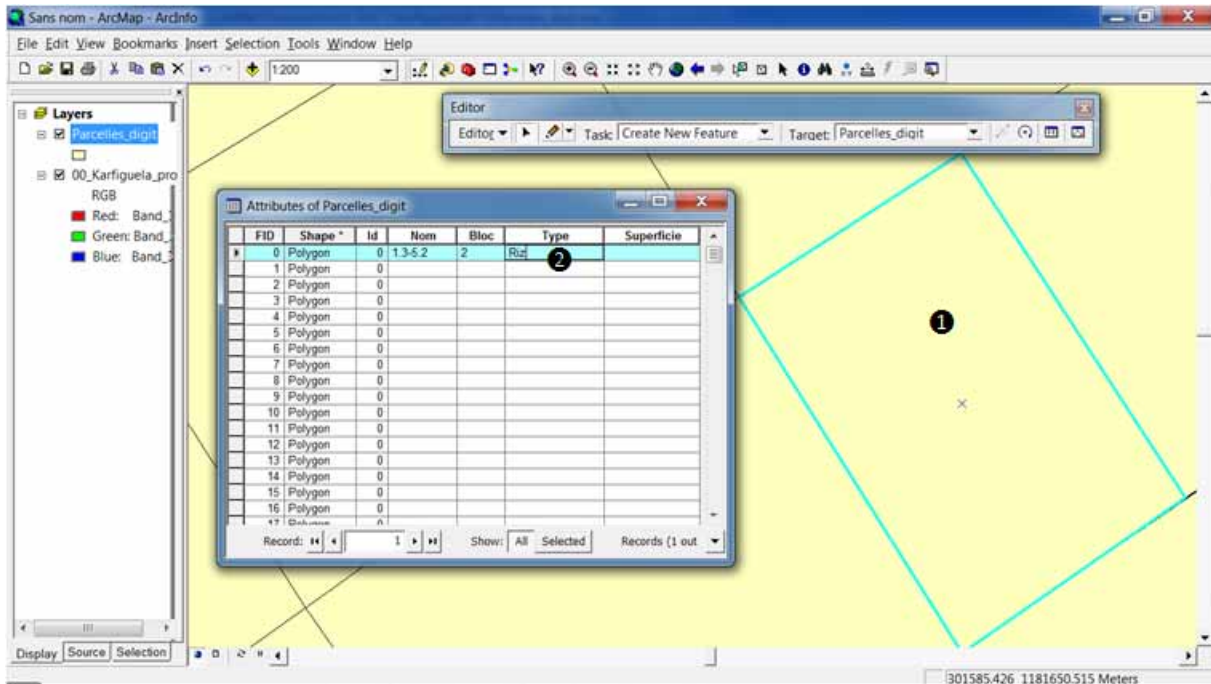 Sans nom - ArcMap - ArcInfo
File Edit View Bookmarks Insert Selection Tools Window Help
1:200
Layers
Parcelles_digit
00_Karfiguela_pro
RGB
Red: Band_
Green: Band_
Blue: Band_
Editor
Editor Task: Create New Feature Target: Parcelles_digit
Attributes of Parcelles_digit
FID Shape * Id Nom Bloc Type Superficie
0 Polygon 0 1.3-5.2 2 Riz
1 Polygon 0
2 Polygon 0
3 Polygon 0
4 Polygon 0
5 Polygon 0
6 Polygon 0
7 Polygon 0
8 Polygon 0
9 Polygon 0
10 Polygon 0
11 Polygon 0
12 Polygon 0
13 Polygon 0
14 Polygon 0
15 Polygon 0
16 Polygon 0
17 Polygon 0
Record: 1 Show: All Selected Records (1 out
2
1
Display Source Selection
301585.426 1181650.515 Meters